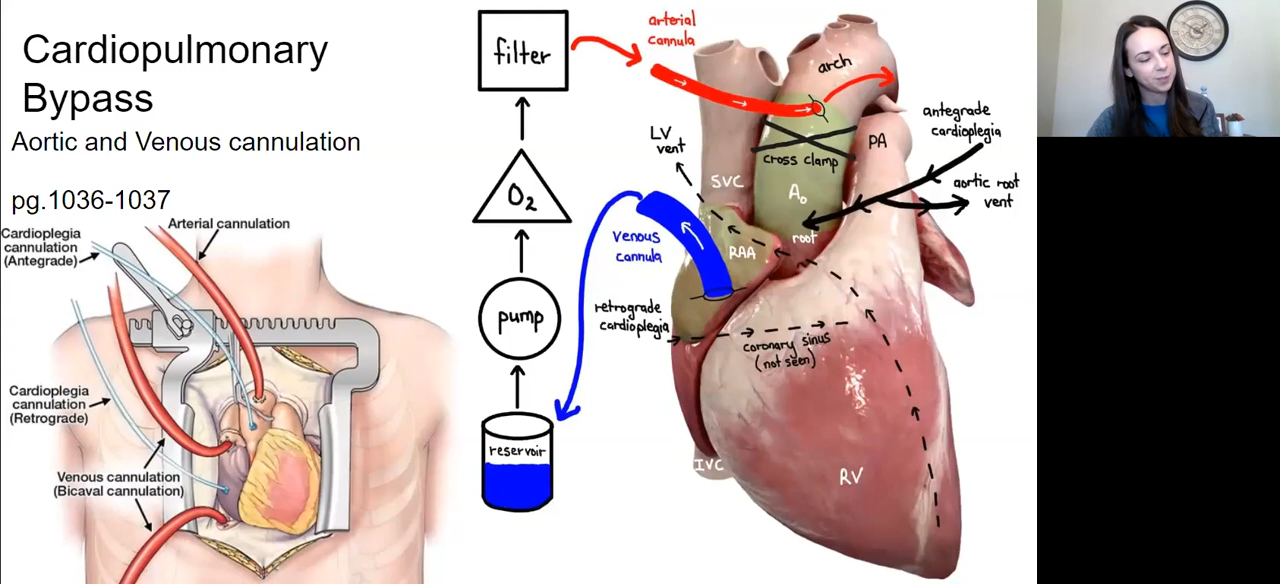 Cardiopulmonary
Bypass
Aortic and Venous cannulation
pg.1036-1037
Arterial cannulation
Cardioplegia
cannulation
(Antegrade)
Cardioplegia
cannulation
(Retrograde)
Venous cannulation
(Bicaval cannulation)
filter
O₂
pump
reservoir
arterial
cannula
arch
antegrade
cardioplegia
LV
vent
PA
cross clamp
SVC
Ao
aortic root
vent
root
venous
cannula
RAA
retrograde
cardioplegia
coronary sinus
(not seen)
IVC
RV